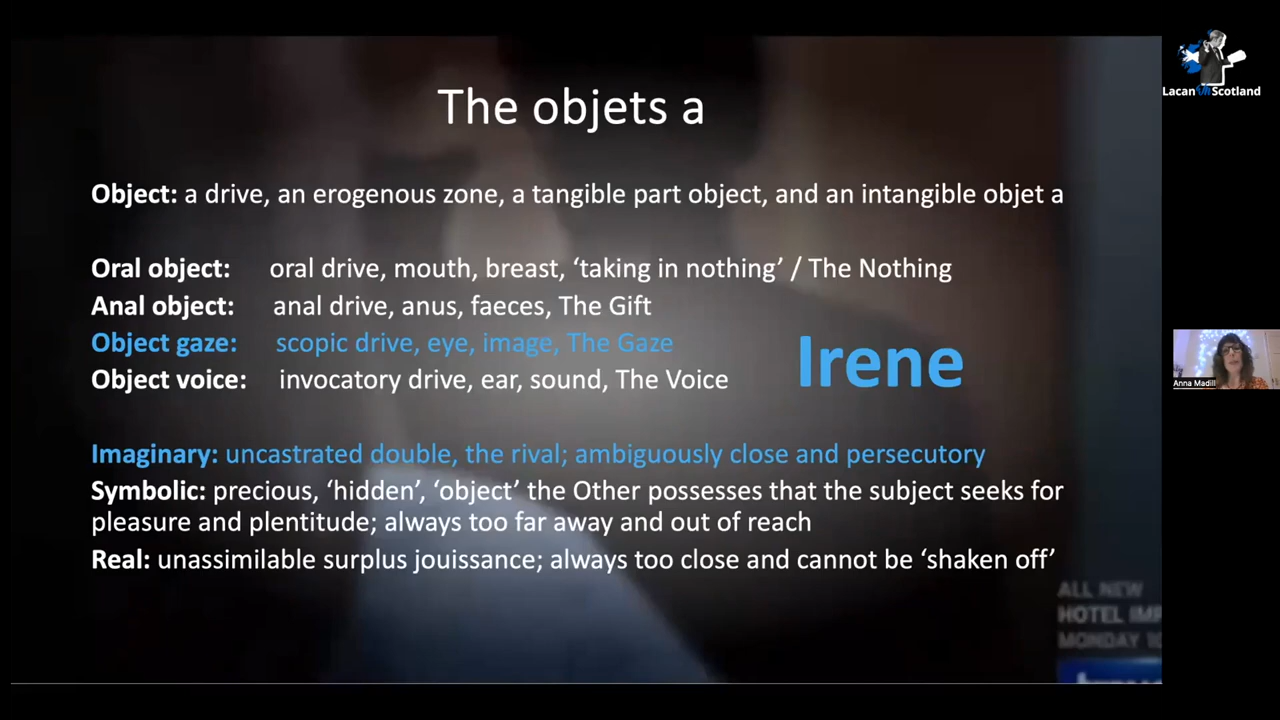 The objets a
Lacan in Scotland
Object: a drive, an erogenous zone, a tangible part object, and an intangible objet a
Oral object: oral drive, mouth, breast, ‘taking in nothing’ / The Nothing
Anal object: anal drive, anus, faeces, The Gift
Object gaze: scopic drive, eye, image, The Gaze
Object voice: invocatory drive, ear, sound, The Voice
Irene
Anna Madill
Imaginary: uncastrated double, the rival; ambiguously close and persecutory
Symbolic: precious, ‘hidden’, ‘object’ the Other possesses that the subject seeks for
pleasure and plentitude; always too far away and out of reach
Real: unassimilable surplus jouissance; always too close and cannot be ‘shaken off’
ALL NEW
HOTEL IMP
MONDAY